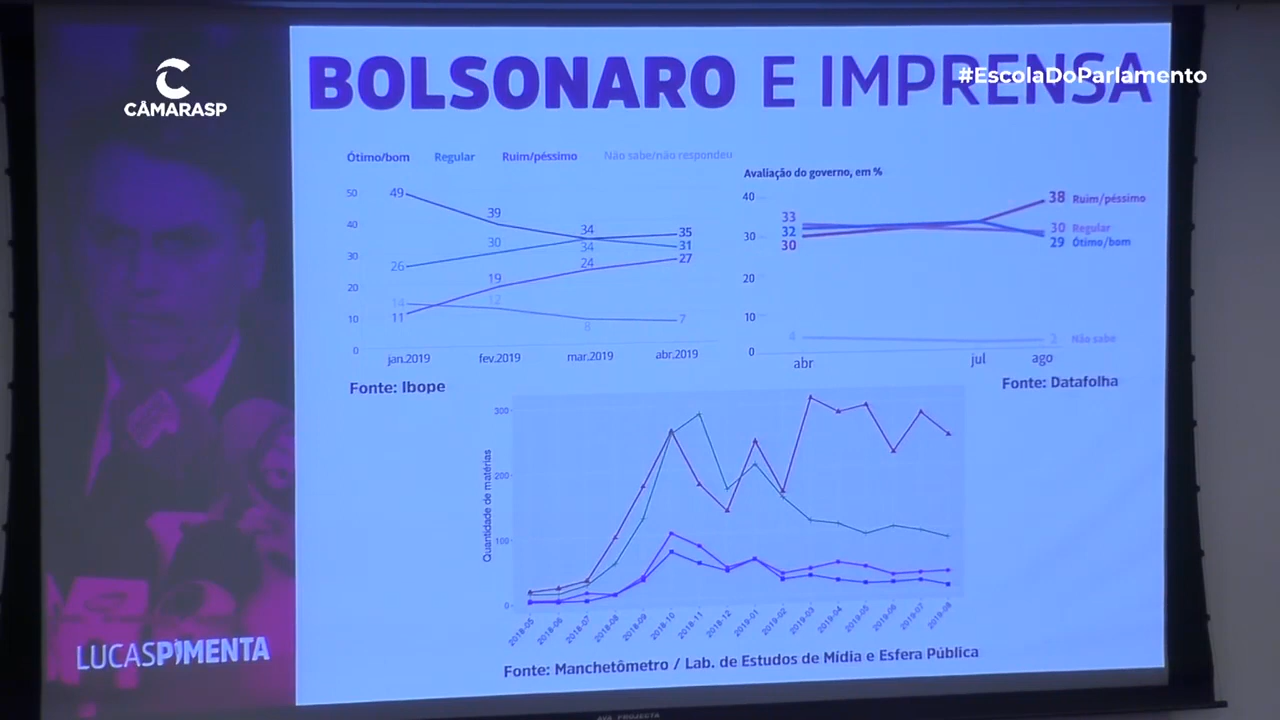 CÂMARASP
#EscolaDoParlamento
BOLSONARO E IMPRENSA
Ótimo/bom Regular Ruim/péssimo Não sabe/não respondeu
50
40
30
20
10
0
49
39
34
35
26
30
34
31
11
19
24
27
14
12
8
7
jan.2019 fev.2019 mar.2019 abr.2019
Fonte: Ibope
Avaliação do governo, em %
40
30
20
10
0
33
32
30
38 Ruim/péssimo
30 Regular
29 Ótimo/bom
4
Não sabe
abr jul ago
Fonte: Datafolha
Quantidade de matérias
300
200
100
0
2018-05 2018-06 2018-07 2018-08 2018-09 2018-10 2018-11 2018-12 2019-01 2019-02 2019-03 2019-04 2019-05 2019-06 2019-07 2019-08
Fonte: Manchetômetro / Lab. de Estudos de Mídia e Esfera Pública
LUCASPIMENTA